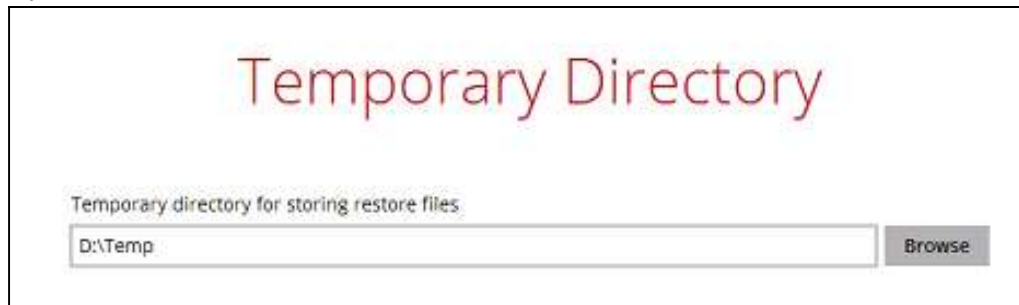 Temporary Directory
Temporary directory for storing restore files
D:\Temp
Browse